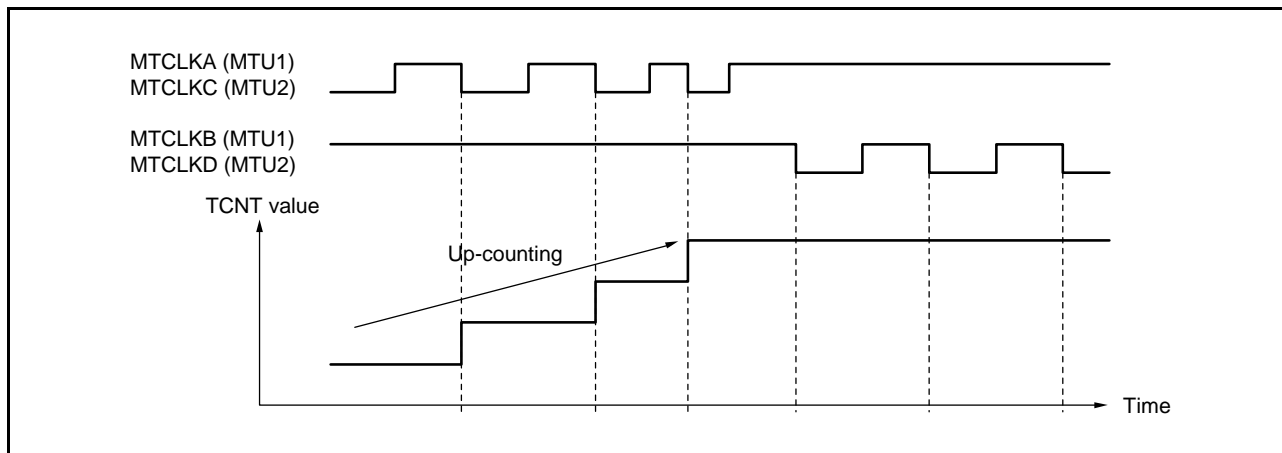 MTCLKA (MTU1)
MTCLKC (MTU2)
MTCLKB (MTU1)
MTCLKD (MTU2)
TCNT value
Up-counting
Time